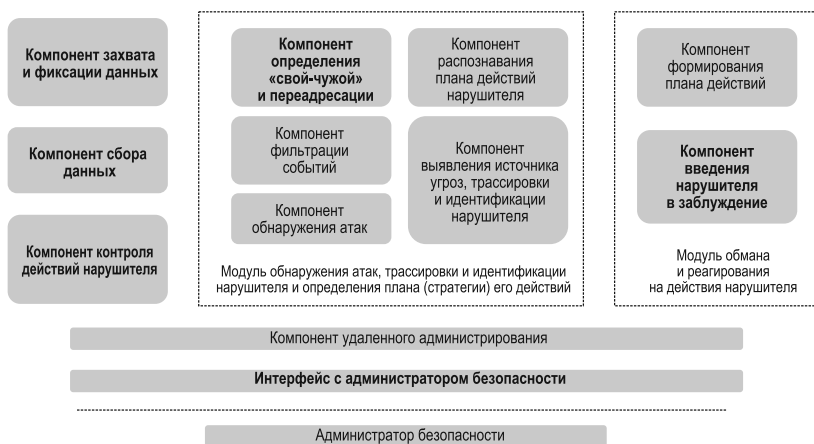 Компонент захвата
и фиксации данных
Компонент сбора
данных
Компонент контроля
действий нарушителя
Компонент
определения
«свой-чужой»
и переадресации
Компонент
распознавания
плана действий
нарушителя
Компонент
фильтрации
событий
Компонент
обнаружения атак
Компонент
выявления источника
угроз, трассировки
и идентификации
нарушителя
Модуль обнаружения атак, трассировки и идентификации
нарушителя и определения плана (стратегии) его действий
Компонент
формирования
плана действий
Компонент
введения
нарушителя
в заблуждение
Модуль обмана
и реагирования
на действия нарушителя
Компонент удаленного администрирования
Интерфейс с администратором безопасности
Администратор безопасности